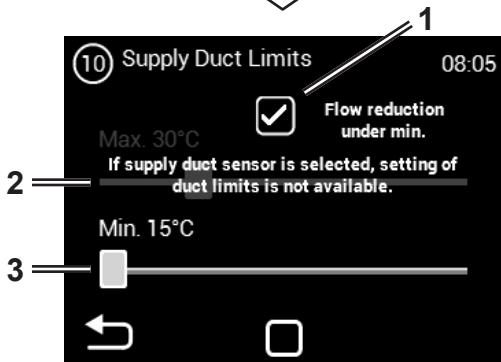 1
10 Supply Duct Limits 08:05
Flow reduction
under min.
Max. 30°C
If supply duct sensor is selected, setting of
duct limits is not available.
2
Min. 15°C
3